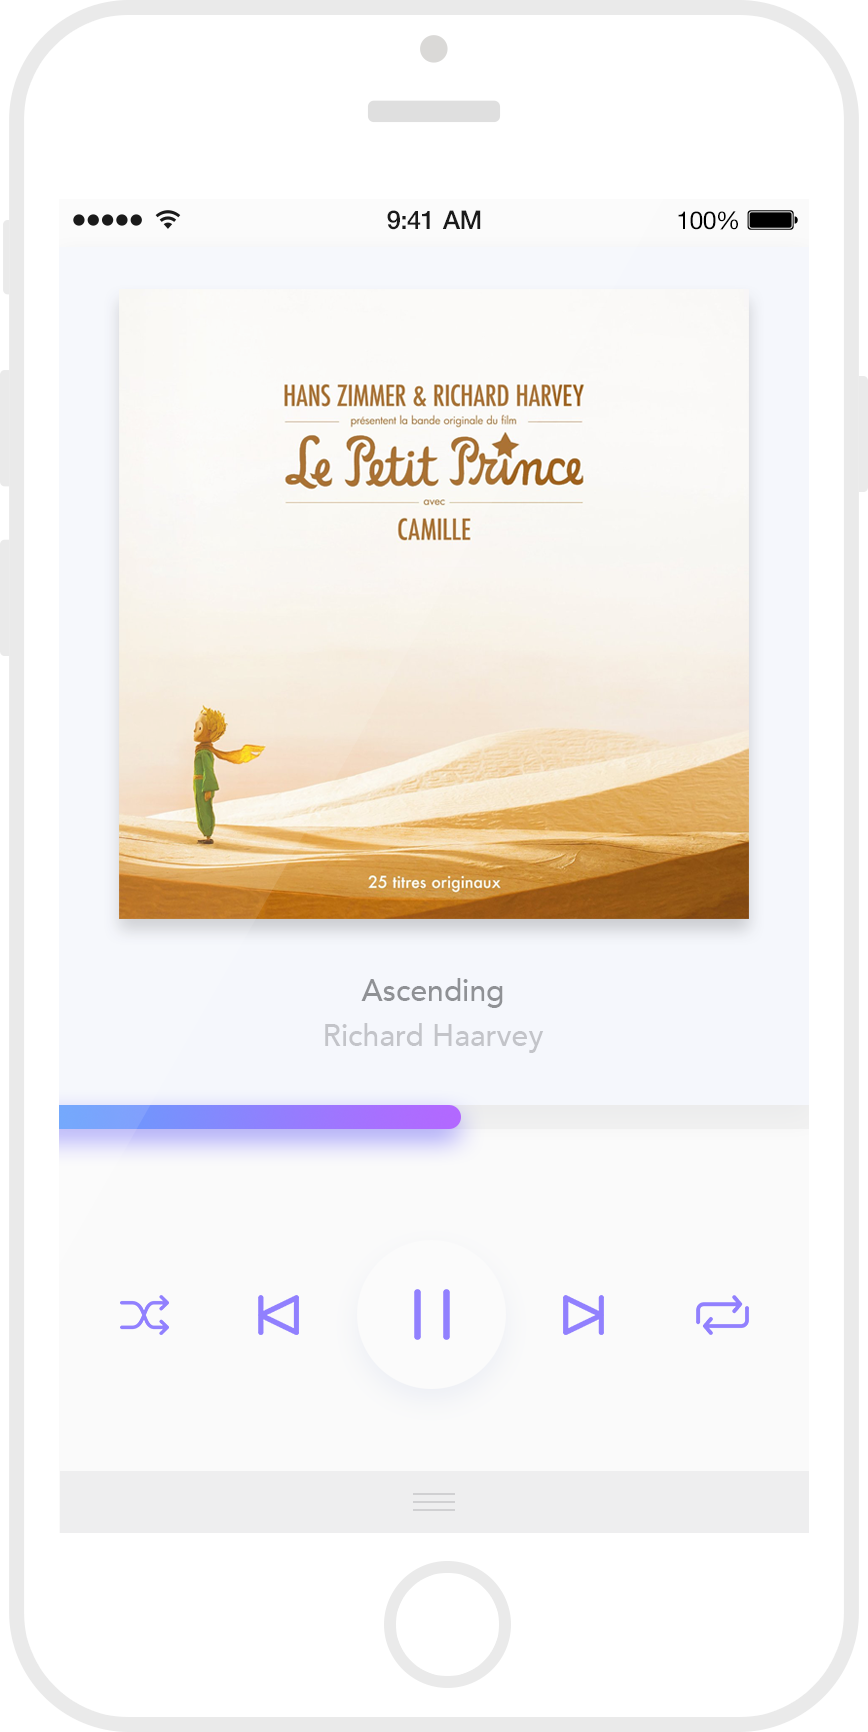 9:41 AM 100%
HANS ZIMMER & RICHARD HARVEY
présentent la bande originale du film
Le Petit Prince
avec
CAMILLE
25 titres originaux
Ascending
Richard Haarvey